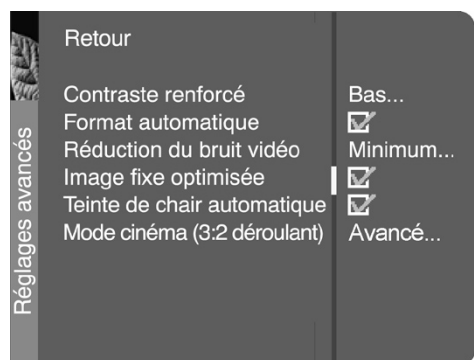 Retour
Contraste renforcé Bas...
Format automatique
Réduction du bruit vidéo Minimum...
Image fixe optimisée
Teinte de chair automatique
Mode cinéma (3:2 déroulant) Avancé...
Réglages avancés